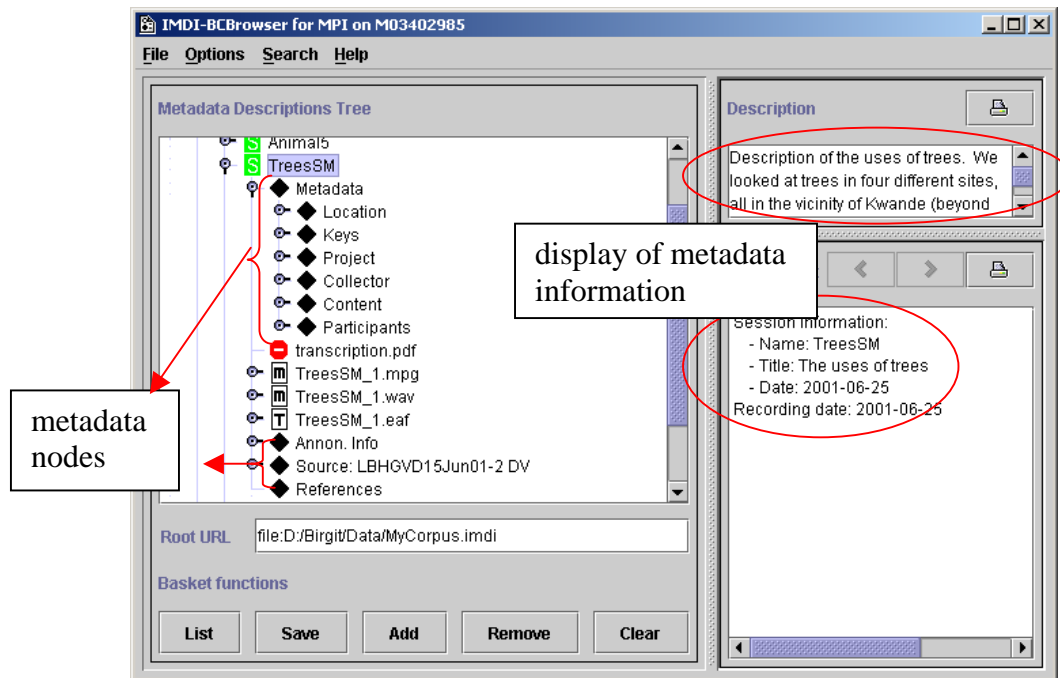 IMDI-BCBrowser for MPI on M03402985
File Options Search Help
Metadata Descriptions Tree
S Animal5
S TreesSM
Metadata
Location
Keys
Project
Collector
Content
Participants
transcription.pdf
m TreesSM_1.mpg
m TreesSM_1.wav
T TreesSM_1.eaf
Annon. Info
Source: LBHGVD15Jun01-2 DV
References
metadata
nodes
Root URL file:D:/Birgit/Data/MyCorpus.imdi
Basket functions
List Save Add Remove Clear
Description
Description of the uses of trees. We
looked at trees in four different sites,
all in the vicinity of Kwande (beyond
display of metadata
information
Session Information:
- Name: TreesSM
- Title: The uses of trees
- Date: 2001-06-25
Recording date: 2001-06-25